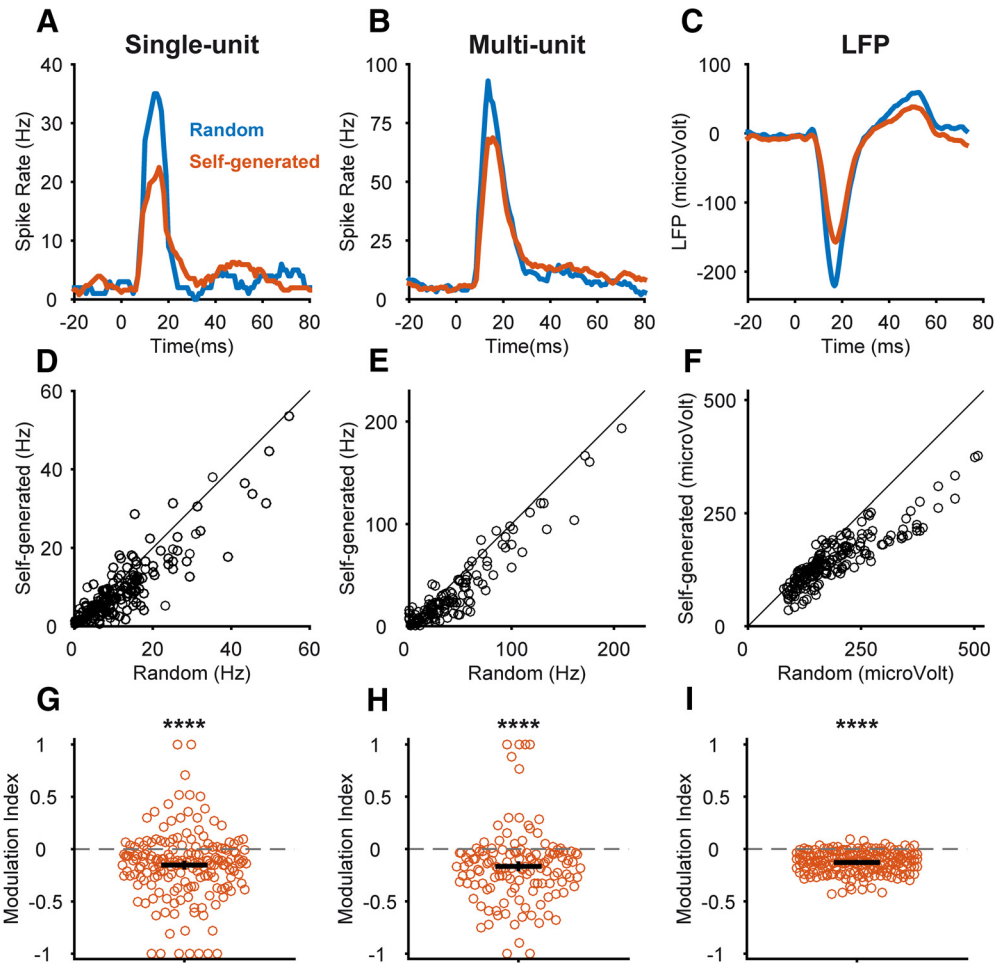 A
B
C
Single-unit
Multi-unit
LFP
Spike Rate (Hz)
40
30
20
10
0
Random
Self-generated
-20 0 20 40 60 80
Time(ms)
Spike Rate (Hz)
100
75
50
25
0
-20 0 20 40 60 80
Time(ms)
LFP (microVolt)
100
0
-100
-200
-20 0 20 40 60 80
Time (ms)
D
E
F
Self-generated (Hz)
60
40
20
0
0 20 40 60
Random (Hz)
Self-generated (Hz)
200
100
0
0 100 200
Random (Hz)
Self-generated (microVolt)
500
250
0
0 250 500
Random (microVolt)
G
H
I
****
Modulation Index
1
0.5
0
-0.5
-1
****
Modulation Index
1
0.5
0
-0.5
-1
****
Modulation Index
1
0.5
0
-0.5
-1